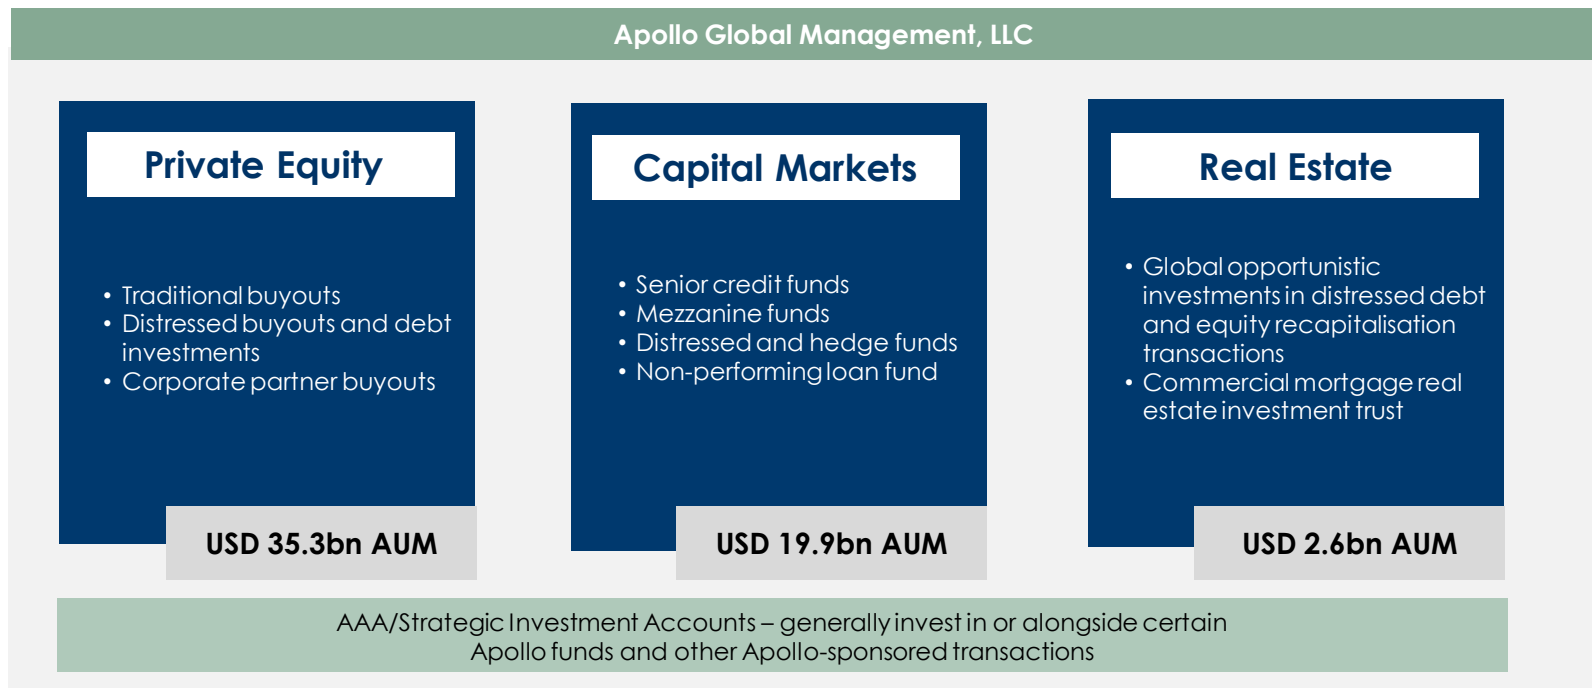 Apollo Global Management, LLC
Private Equity
• Traditional buyouts
• Distressed buyouts and debt
investments
• Corporate partner buyouts
USD 35.3bn AUM
Capital Markets
• Senior credit funds
• Mezzanine funds
• Distressed and hedge funds
• Non-performing loan fund
USD 19.9bn AUM
Real Estate
• Global opportunistic
investments in distressed debt
and equity recapitalisation
transactions
• Commercial mortgage real
estate investment trust
USD 2.6bn AUM
AAA/Strategic Investment Accounts – generally invest in or alongside certain
Apollo funds and other Apollo-sponsored transactions